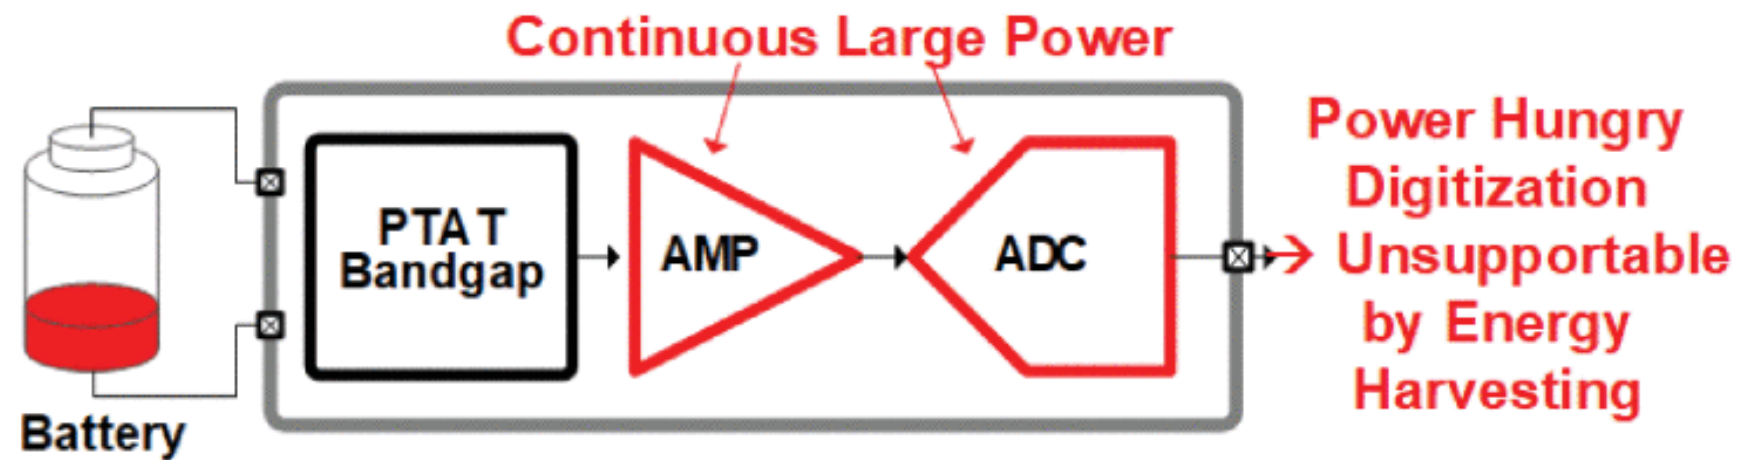 Continuous Large Power
PTAT
Bandgap
AMP
ADC
Power Hungry
Digitization
Unsupportable
by Energy
Harvesting
Battery